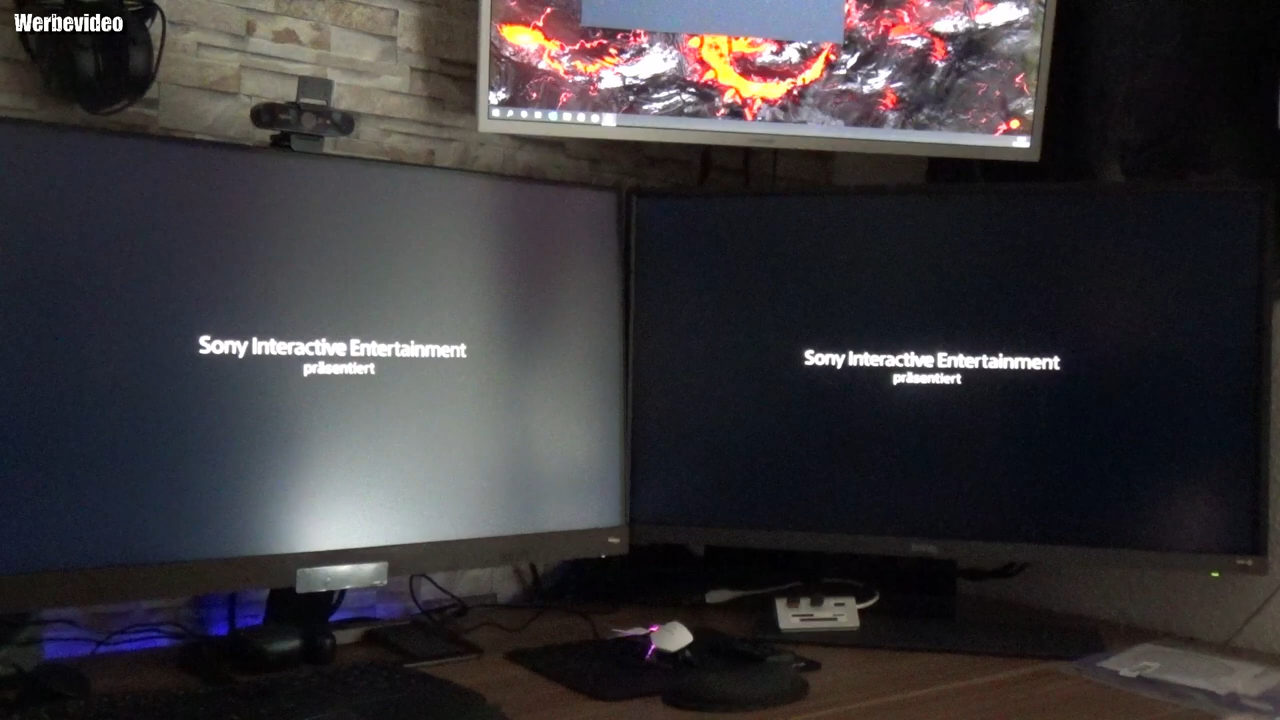 Werbevideo
Sony Interactive Entertainment
präsentiert
Sony Interactive Entertainment
präsentiert